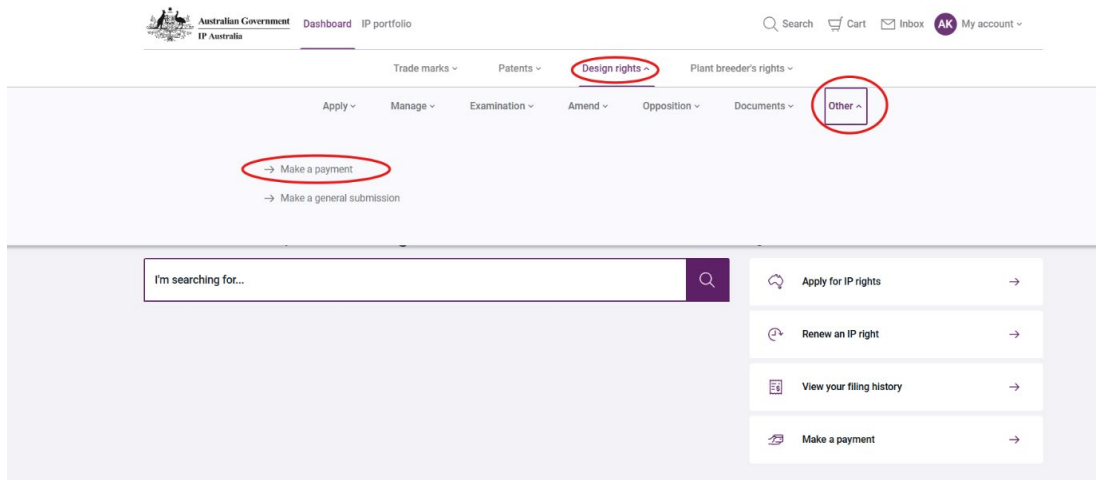 Australian Government
IP Australia
Dashboard IP portfolio
Search Cart Inbox AK My account
Trade marks Patents Design rights Plant breeder's rights
Apply Manage Examination Amend Opposition Documents Other
→ Make a payment
→ Make a general submission
I'm searching for...
Apply for IP rights →
Renew an IP right →
View your filing history →
Make a payment →